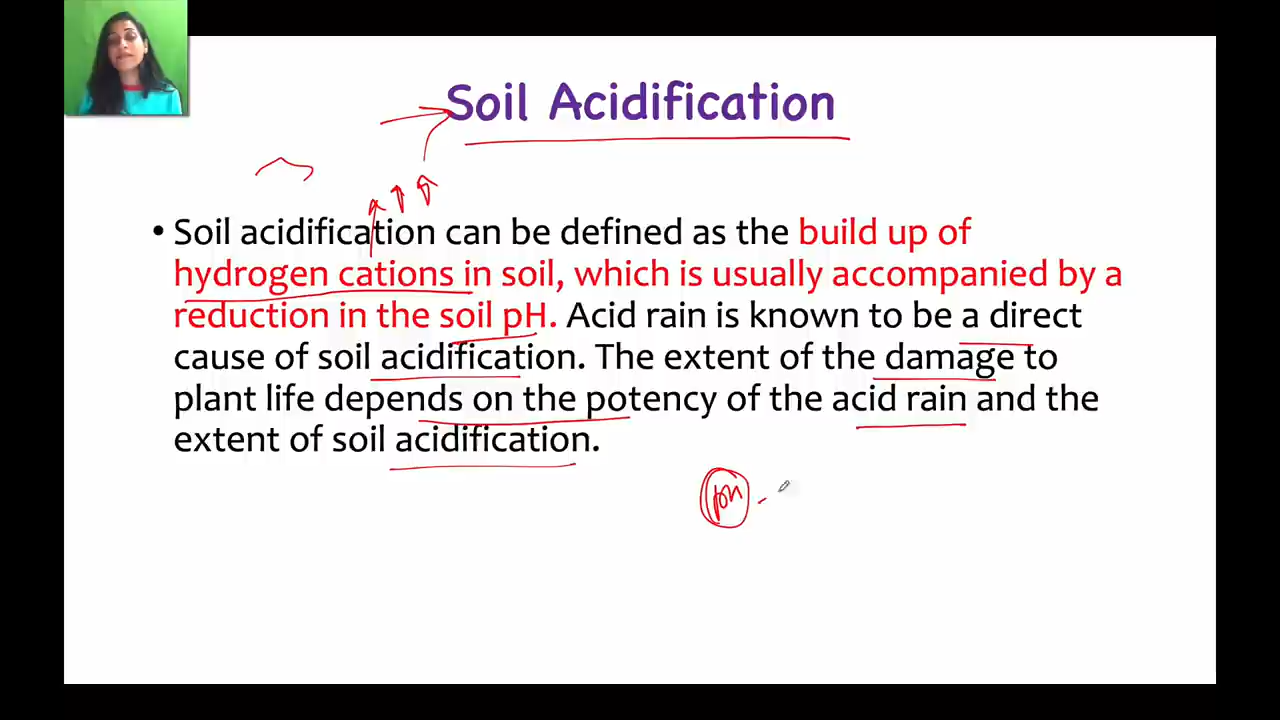 Soil Acidification
• Soil acidification can be defined as the build up of
hydrogen cations in soil, which is usually accompanied by a
reduction in the soil pH. Acid rain is known to be a direct
cause of soil acidification. The extent of the damage to
plant life depends on the potency of the acid rain and the
extent of soil acidification.
pH